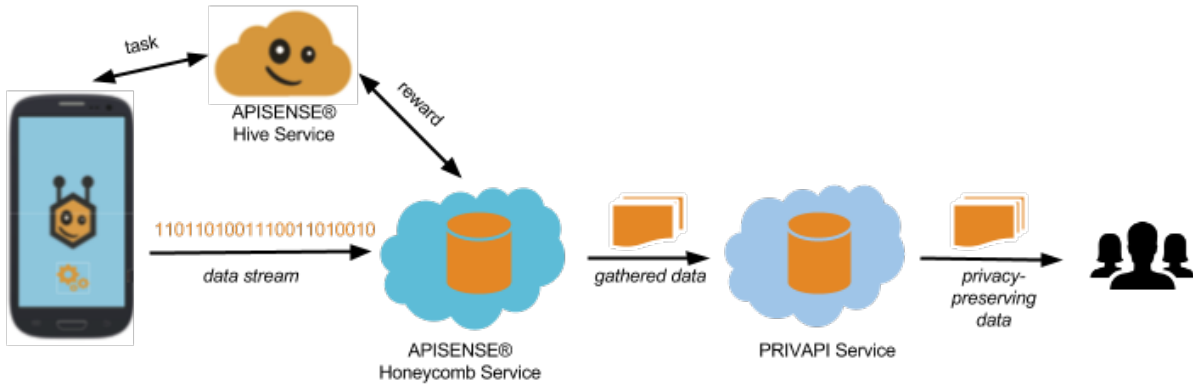 task
APISENSE®
Hive Service
reward
1101101001110011010010
data stream
APISENSE®
Honeycomb Service
gathered data
PRIVAPI Service
privacy-
preserving
data